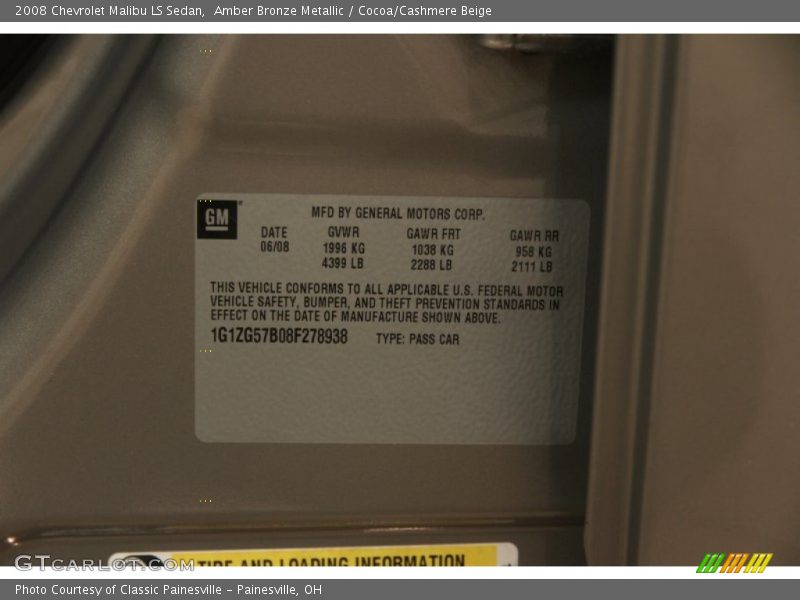 2008 Chevrolet Malibu LS Sedan,  Amber Bronze Metallic / Cocoa/Cashmere Beige
GM
MFD BY GENERAL MOTORS CORP.
DATE GVWR GAWR FRT GAWR RR
06/08 1996 KG 1038 KG 958 KG
4399 LB 2288 LB 2111 LB
THIS VEHICLE CONFORMS TO ALL APPLICABLE U.S. FEDERAL MOTOR
VEHICLE SAFETY, BUMPER, AND THEFT PREVENTION STANDARDS IN
EFFECT ON THE DATE OF MANUFACTURE SHOWN ABOVE.
1G1ZG57B08F278938 TYPE: PASS CAR
TIRE AND LOADING INFORMATION
GTcarlot.com
Photo Courtesy of Classic Painesville - Painesville, OH